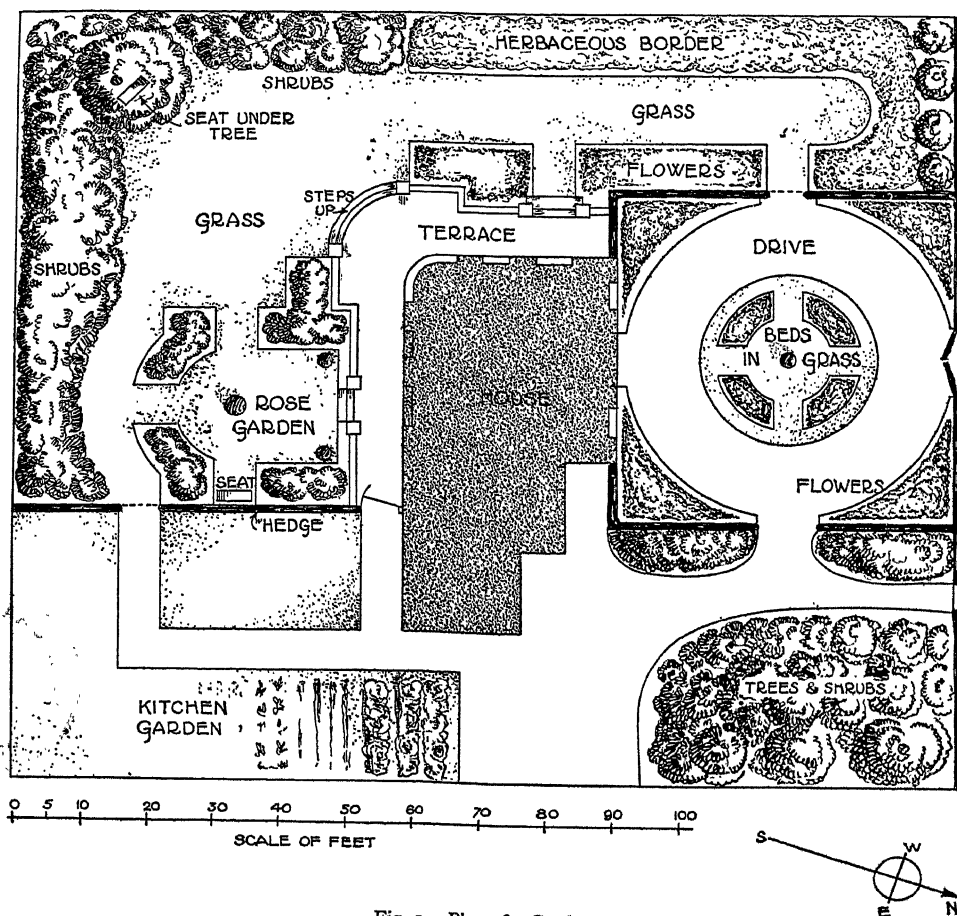 HERBACEOUS BORDER
SHRUBS
GRASS
SEAT UNDER
TREE
FLOWERS
STEPS
UP
GRASS
TERRACE
DRIVE
SHRUBS
BEDS
IN GRASS
HOUSE
ROSE
GARDEN
SEAT
FLOWERS
HEDGE
TREES & SHRUBS
KITCHEN
GARDEN
0 5 10 20 30 40 50 60 70 80 90 100
SCALE OF FEET
S
W
E
N